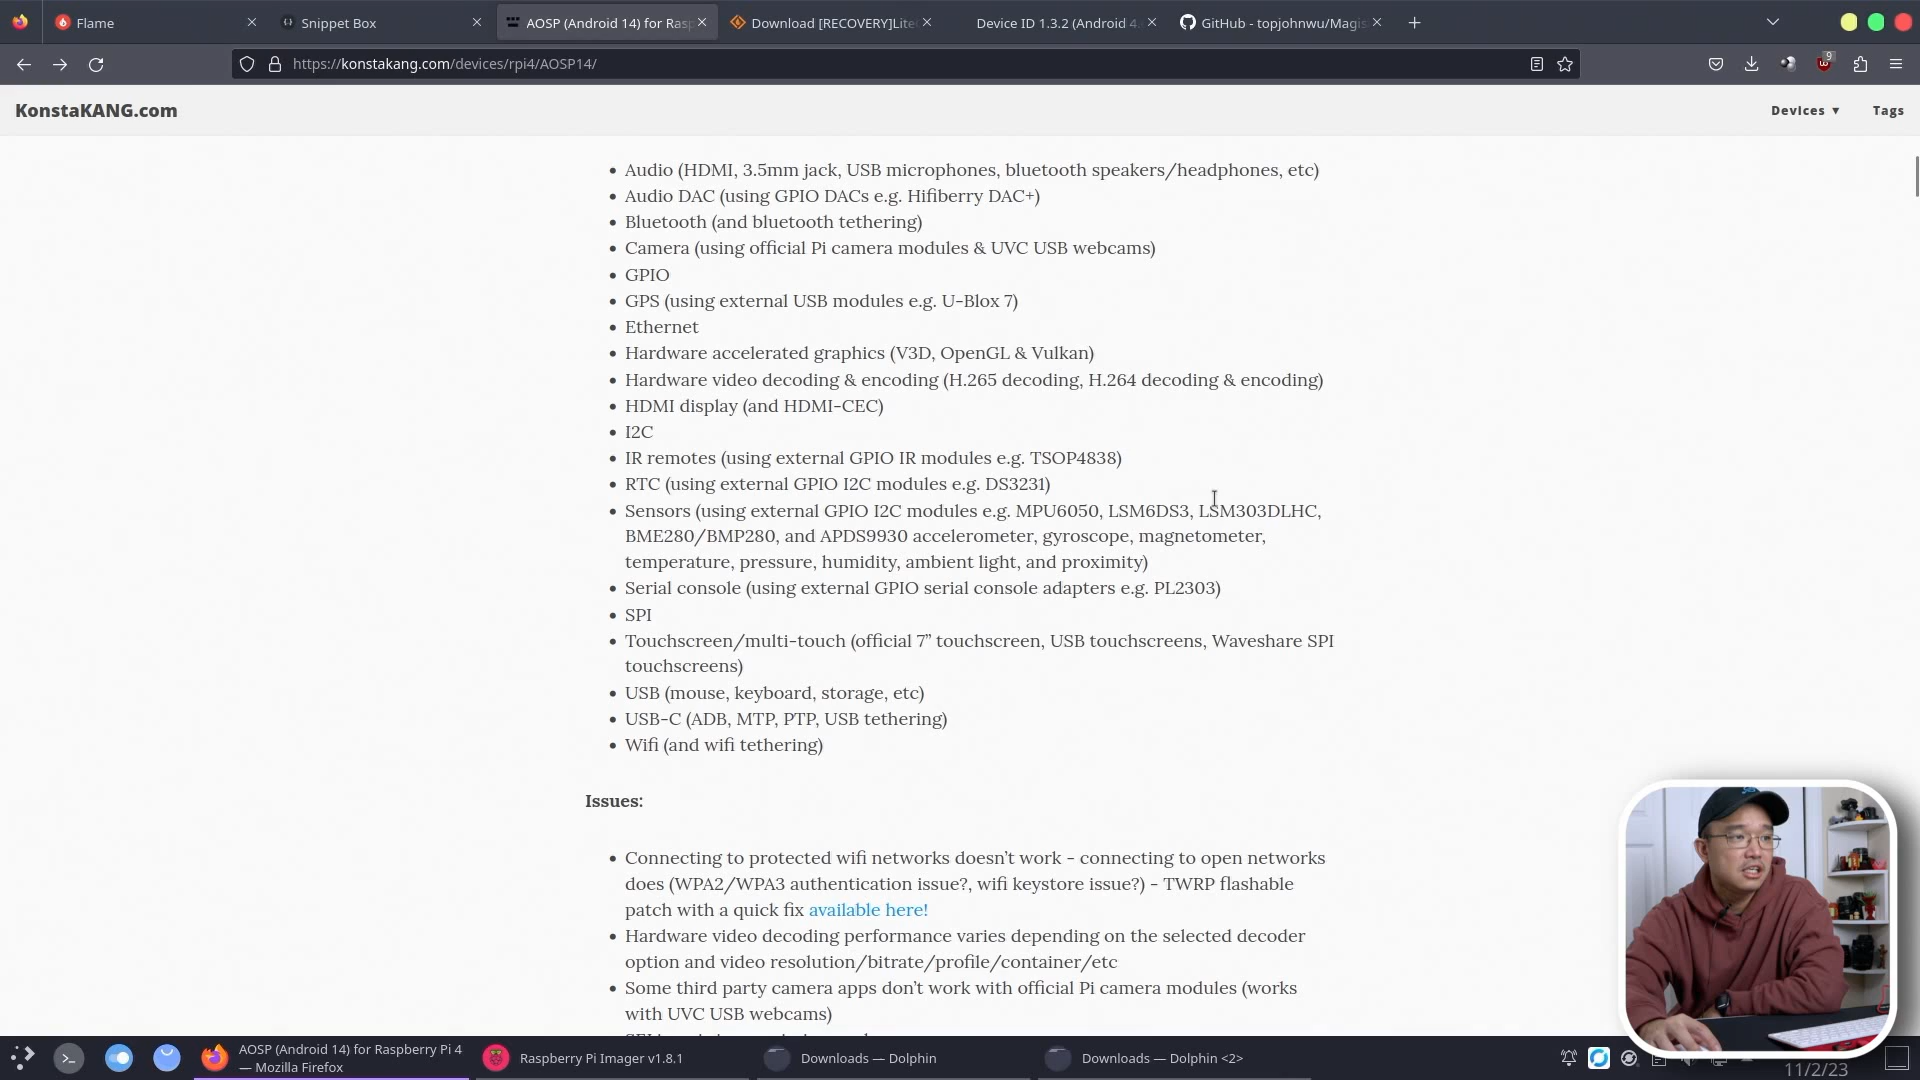 Flame
Snippet Box
AOSP (Android 14) for Rasp
Download [RECOVERY]Lite
Device ID 1.3.2 (Android 4.
GitHub - topjohnwu/Magis
https://konstakang.com/devices/rpi4/AOSP14/
9
KonstaKANG.com
Devices ▼
Tags
• Audio (HDMI, 3.5mm jack, USB microphones, bluetooth speakers/headphones, etc)
• Audio DAC (using GPIO DACs e.g. Hifiberry DAC+)
• Bluetooth (and bluetooth tethering)
• Camera (using official Pi camera modules & UVC USB webcams)
• GPIO
• GPS (using external USB modules e.g. U-Blox 7)
• Ethernet
• Hardware accelerated graphics (V3D, OpenGL & Vulkan)
• Hardware video decoding & encoding (H.265 decoding, H.264 decoding & encoding)
• HDMI display (and HDMI-CEC)
• I2C
• IR remotes (using external GPIO IR modules e.g. TSOP4838)
• RTC (using external GPIO I2C modules e.g. DS3231)
• Sensors (using external GPIO I2C modules e.g. MPU6050, LSM6DS3, LSM303DLHC,
BME280/BMP280, and APDS9930 accelerometer, gyroscope, magnetometer,
temperature, pressure, humidity, ambient light, and proximity)
• Serial console (using external GPIO serial console adapters e.g. PL2303)
• SPI
• Touchscreen/multi-touch (official 7” touchscreen, USB touchscreens, Waveshare SPI
touchscreens)
• USB (mouse, keyboard, storage, etc)
• USB-C (ADB, MTP, PTP, USB tethering)
• Wifi (and wifi tethering)
Issues:
• Connecting to protected wifi networks doesn’t work - connecting to open networks
does (WPA2/WPA3 authentication issue?, wifi keystore issue?) - TWRP flashable
patch with a quick fix available here!
• Hardware video decoding performance varies depending on the selected decoder
option and video resolution/bitrate/profile/container/etc
• Some third party camera apps don’t work with official Pi camera modules (works
with UVC USB webcams)
AOSP (Android 14) for Raspberry Pi 4
— Mozilla Firefox
Raspberry Pi Imager v1.8.1
Downloads — Dolphin
Downloads — Dolphin <2>
11/2/23